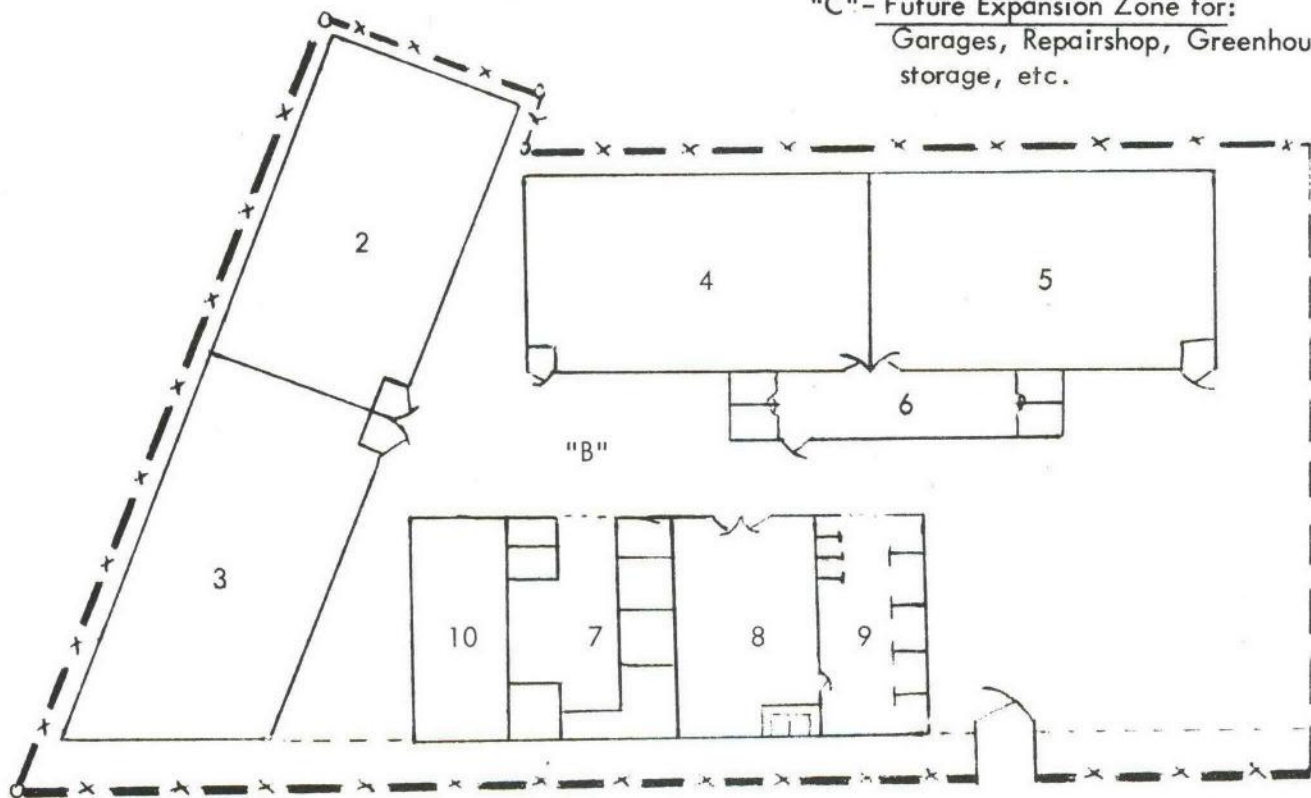 "C"- Future Expansion Zone for:
Garages, Repairshop, Greenhou
storage, etc.
2
4
5
6
"B"
3
10
7
8
9